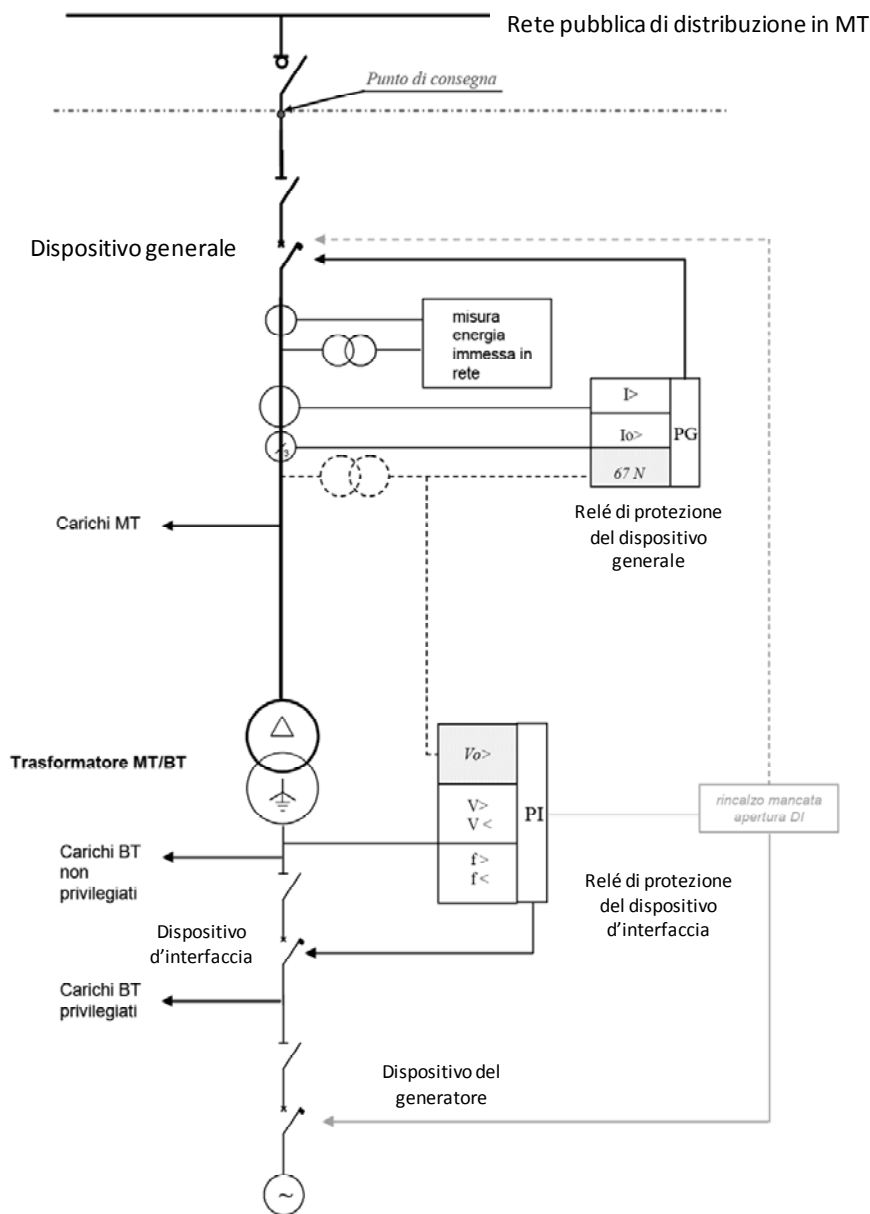 Rete pubblica di distribuzione in MT
Punto di consegna
Dispositivo generale
misura
energia
immessa in
rete
I>
Io>
PG
67 N
3
Relé di protezione
del dispositivo
generale
Carichi MT
Trasformatore MT/BT
Vo>
V>
V<
PI
f>
f<
rincalzo mancata
apertura DI
Carichi BT
non
privilegiati
Relé di protezione
del dispositivo
d'interfaccia
Dispositivo
d'interfaccia
Carichi BT
privilegiati
Dispositivo del
generatore
~